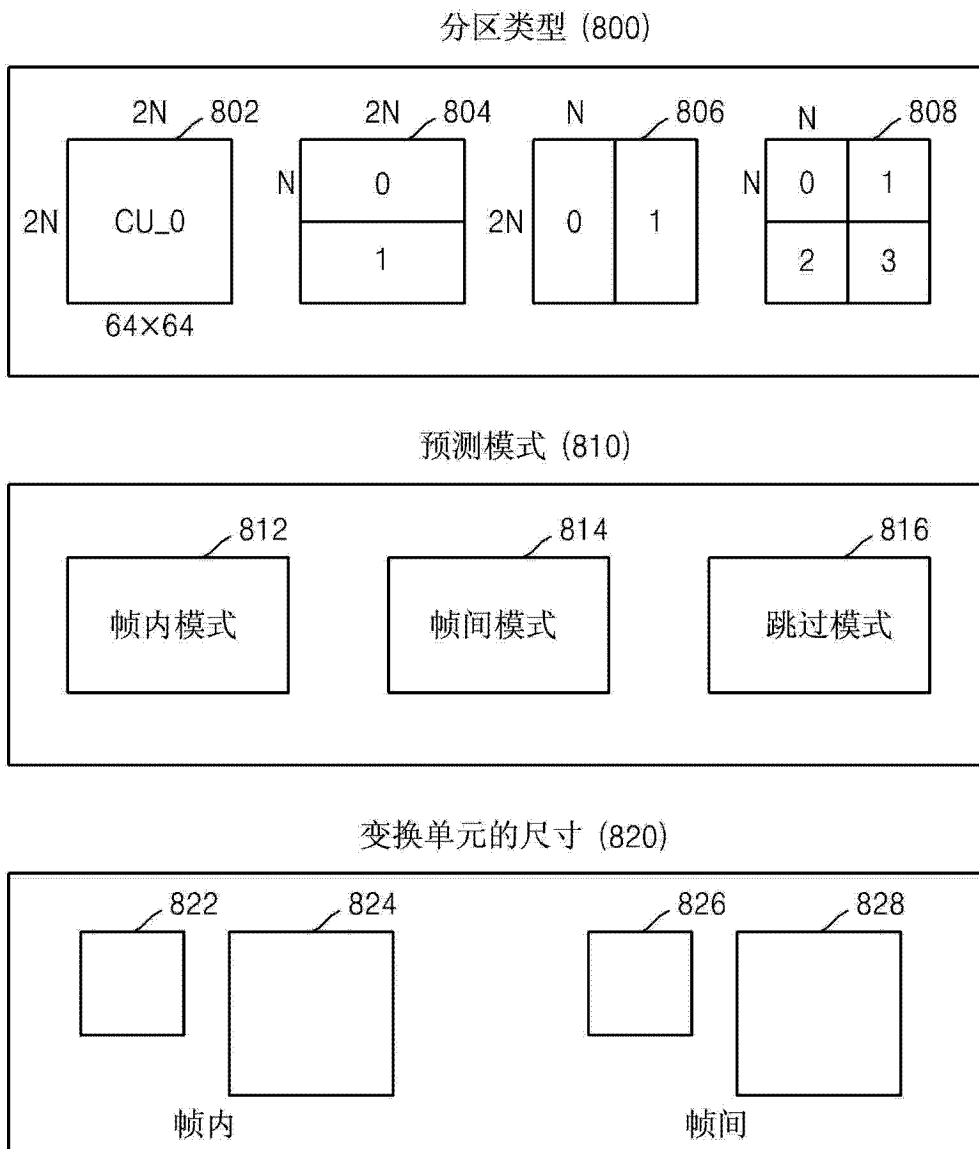 分区类型 (800)
2N 802 2N 804 N 806 N 808
2N CU_0 N 0 2N 0 1 N 0 1
1 2 3
64×64
预测模式 (810)
812 814 816
帧内模式 帧间模式 跳过模式
变换单元的尺寸 (820)
822 824 826 828
帧内 帧间